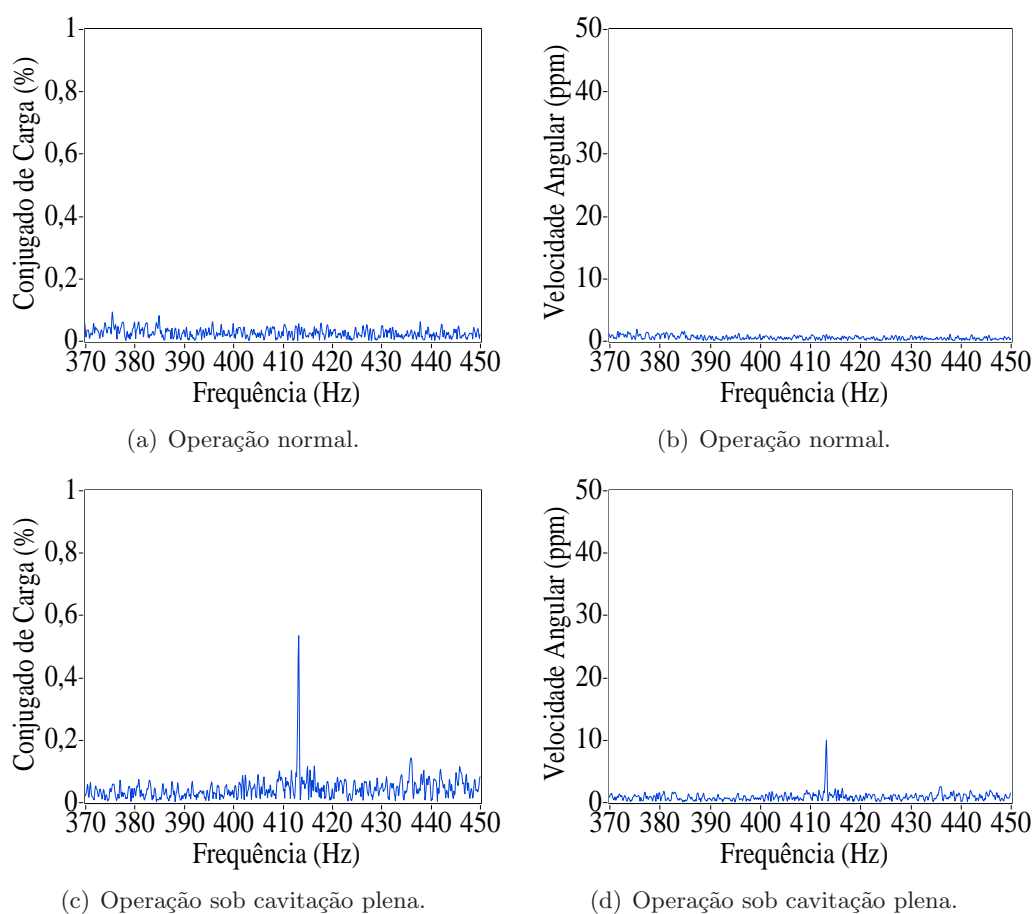 Conjugado de Carga (%)
1
0,8
0,6
0,4
0,2
0
370 380 390 400 410 420 430 440 450
Frequência (Hz)
(a) Operação normal.
Velocidade Angular (ppm)
50
40
30
20
10
0
370 380 390 400 410 420 430 440 450
Frequência (Hz)
(b) Operação normal.
Conjugado de Carga (%)
1
0,8
0,6
0,4
0,2
0
370 380 390 400 410 420 430 440 450
Frequência (Hz)
(c) Operação sob cavitação plena.
Velocidade Angular (ppm)
50
40
30
20
10
0
370 380 390 400 410 420 430 440 450
Frequência (Hz)
(d) Operação sob cavitação plena.